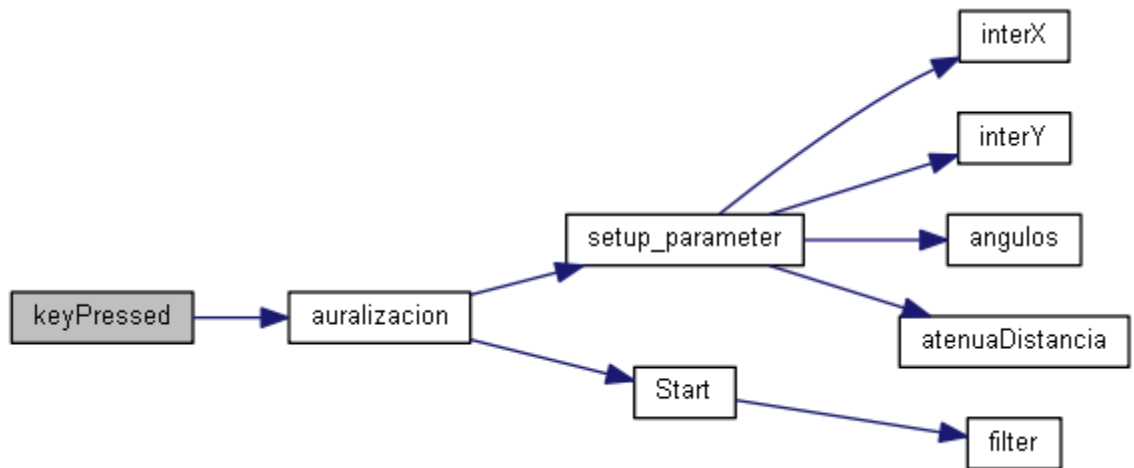 interX
interY
setup_parameter
angulos
keyPressed
auralizacion
atenuaDistancia
Start
filter